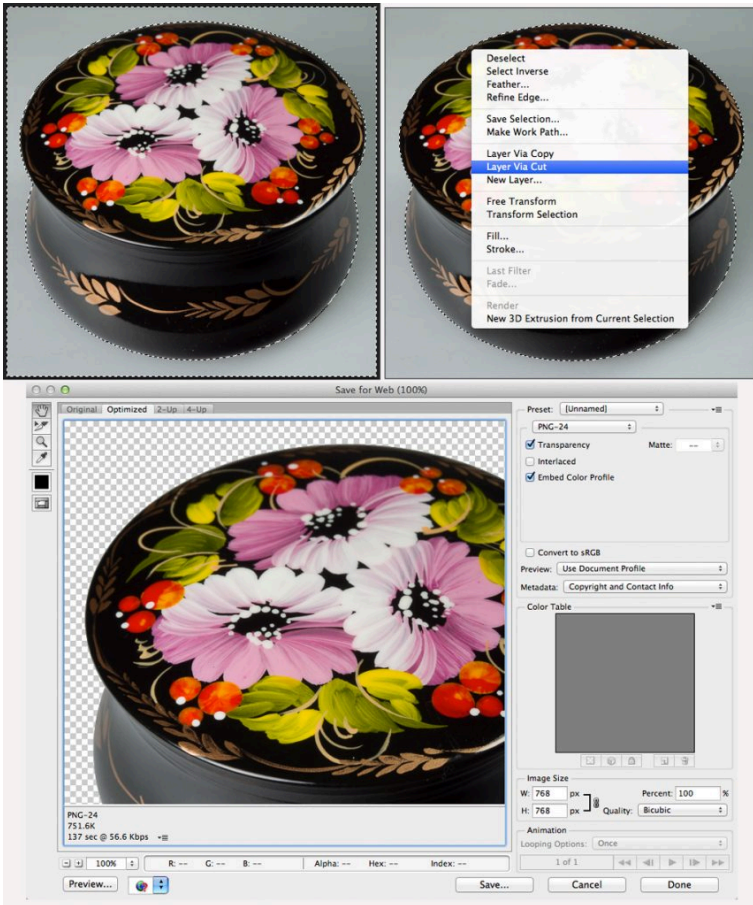 Deselect
Select Inverse
Feather...
Refine Edge...
Save Selection...
Make Work Path...
Layer Via Copy
Layer Via Cut
New Layer...
Free Transform
Transform Selection
Fill...
Stroke...
Last Filter
Fade...
Render
New 3D Extrusion from Current Selection
Save for Web (100%)
Original Optimized 2-Up 4-Up
Preset: [Unnamed]
PNG-24
Transparency Matte: --
Interlaced
Embed Color Profile
Convert to sRGB
Preview: Use Document Profile
Metadata: Copyright and Contact Info
Color Table
Image Size
W: 768 px Percent: 100 %
H: 768 px Quality: Bicubic
Animation
Looping Options: Once
1 of 1
PNG-24
751.6K
137 sec @ 56.6 Kbps
100% R: -- G: -- B: -- Alpha: -- Hex: -- Index: --
Preview... Save... Cancel Done